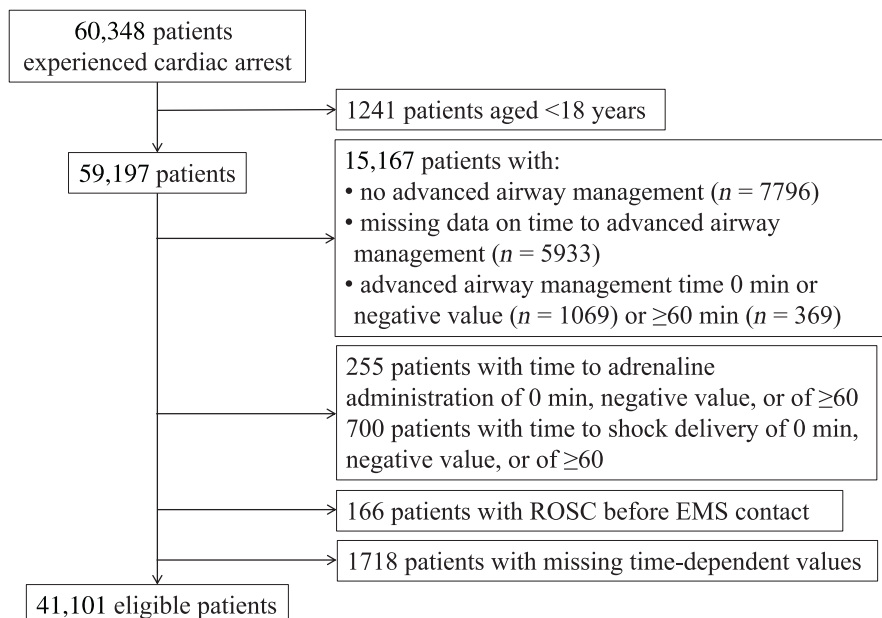 60,348 patients
experienced cardiac arrest
1241 patients aged <18 years
59,197 patients
15,167 patients with:
• no advanced airway management (n = 7796)
• missing data on time to advanced airway
management (n = 5933)
• advanced airway management time 0 min or
negative value (n = 1069) or ≥60 min (n = 369)
255 patients with time to adrenaline
administration of 0 min, negative value, or of ≥60
700 patients with time to shock delivery of 0 min,
negative value, or of ≥60
166 patients with ROSC before EMS contact
1718 patients with missing time-dependent values
41,101 eligible patients